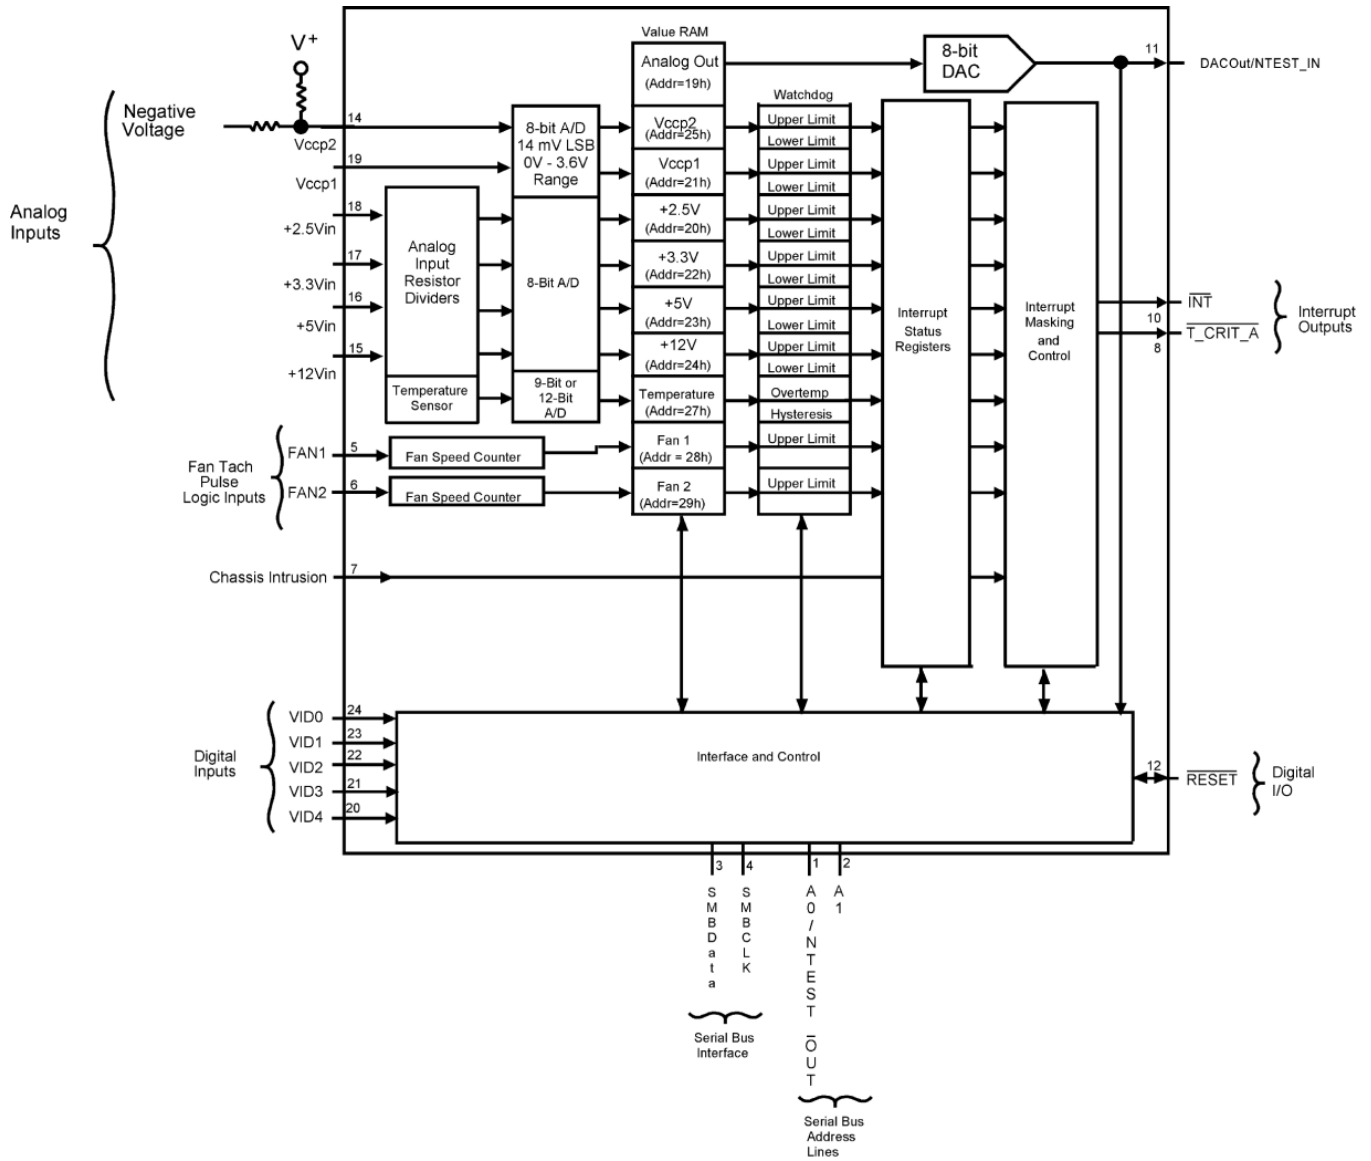 Value RAM
V+
Analog Out
(Addr=19h)
8-bit
DAC
11
DACOut/NTEST_IN
Negative
Voltage
14
Vccp2
19
Vccp1
Analog
Inputs
18
+2.5Vin
17
+3.3Vin
16
+5Vin
15
+12Vin
Analog
Input
Resistor
Dividers
Temperature
Sensor
8-bit A/D
14 mV LSB
0V - 3.6V
Range
8-Bit A/D
9-Bit or
12-Bit
A/D
Vccp2
(Addr=25h)
Vccp1
(Addr=21h)
+2.5V
(Addr=20h)
+3.3V
(Addr=22h)
+5V
(Addr=23h)
+12V
(Addr=24h)
Temperature
(Addr=27h)
Fan 1
(Addr = 28h)
Fan 2
(Addr=29h)
Watchdog
Upper Limit
Lower Limit
Upper Limit
Lower Limit
Upper Limit
Lower Limit
Upper Limit
Lower Limit
Upper Limit
Lower Limit
Upper Limit
Lower Limit
Overtemp
Hysteresis
Upper Limit
Upper Limit
Interrupt
Status
Registers
Interrupt
Masking
and
Control
INT
10
T_CRIT_A
8
Interrupt
Outputs
Fan Tach
Pulse
Logic Inputs
FAN1
5
Fan Speed Counter
FAN2
6
Fan Speed Counter
Chassis Intrusion
7
Digital
Inputs
VID0
24
VID1
23
VID2
22
VID3
21
VID4
20
Interface and Control
12
RESET
Digital
I/O
3
4
1
2
SMBData
SMBCLK
A0/NTEST_OUT
A1
Serial Bus
Interface
Serial Bus
Address
Lines